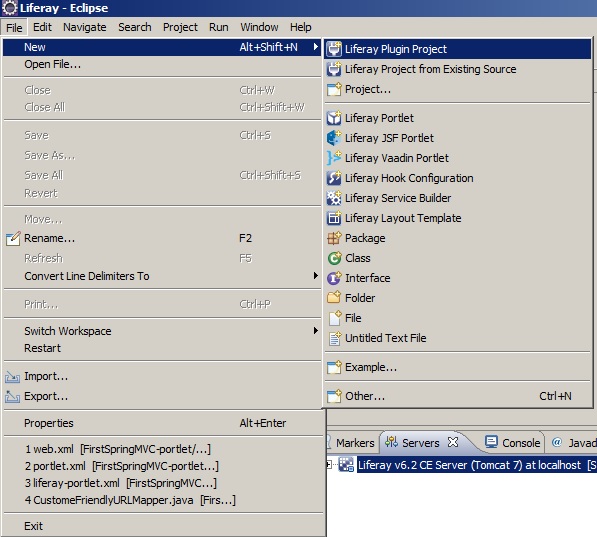 Liferay - Eclipse
File Edit Navigate Search Project Run Window Help
New Alt+Shift+N
Open File...
Close Ctrl+W
Close All Ctrl+Shift+W
Save Ctrl+S
Save As...
Save All Ctrl+Shift+S
Revert
Move...
Rename... F2
Refresh F5
Convert Line Delimiters To
Print... Ctrl+P
Switch Workspace
Restart
Import...
Export...
Properties Alt+Enter
1 web.xml [FirstSpringMVC-portlet/...]
2 portlet.xml [FirstSpringMVC-portlet...
3 liferay-portlet.xml [FirstSpringMVC...]
4 CustomeFriendlyURLMapper.java [Firs...]
Exit
Liferay Plugin Project
Liferay Project from Existing Source
Project...
Liferay Portlet
Liferay JSF Portlet
Liferay Vaadin Portlet
Liferay Hook Configuration
Liferay Service Builder
Liferay Layout Template
Package
Class
Interface
Folder
File
Untitled Text File
Example...
Other... Ctrl+N
Markers Servers Console Javad
Liferay v6.2 CE Server (Tomcat 7) at localhost [S